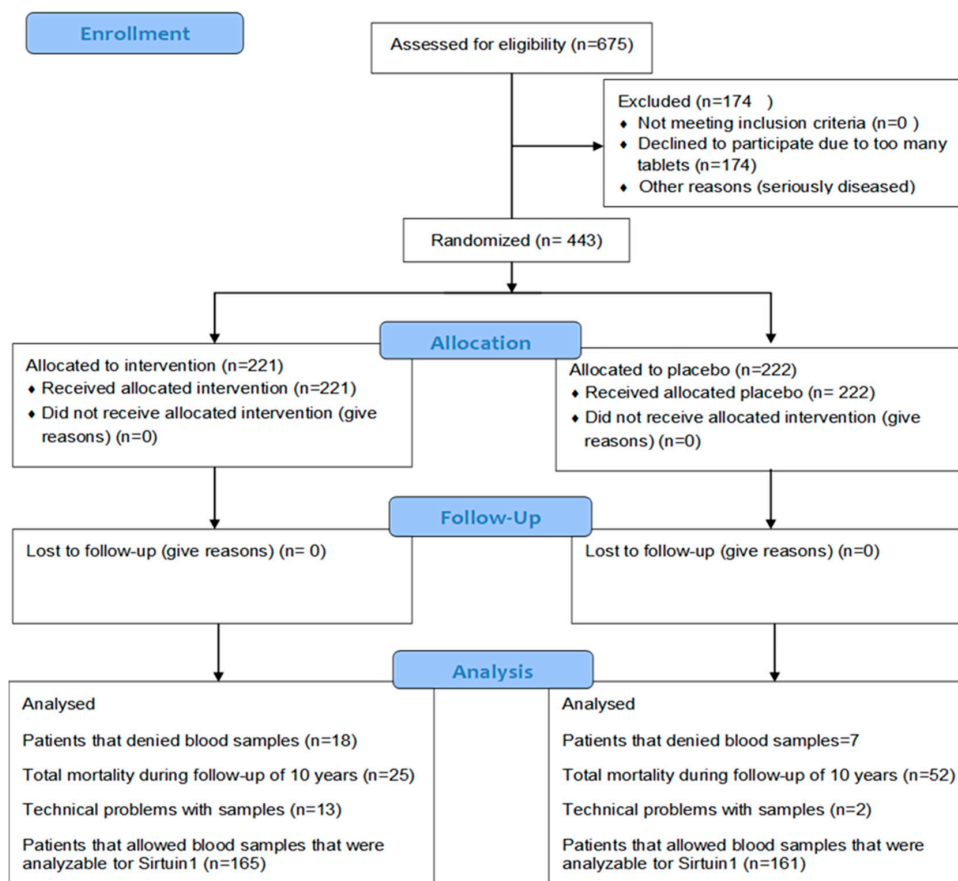 Enrollment
Assessed for eligibility (n=675)
Excluded (n=174 )
♦ Not meeting inclusion criteria (n=0 )
♦ Declined to participate due to too many
tablets (n=174)
♦ Other reasons (seriously diseased)
Randomized (n= 443)
Allocation
Allocated to intervention (n=221)
♦ Received allocated intervention (n=221)
♦ Did not receive allocated intervention (give
reasons) (n=0)
Allocated to placebo (n=222)
♦ Received allocated placebo (n= 222)
♦ Did not receive allocated intervention (give
reasons) (n=0)
Follow-Up
Lost to follow-up (give reasons) (n= 0)
Lost to follow-up (give reasons) (n=0)
Analysis
Analysed
Patients that denied blood samples (n=18)
Total mortality during follow-up of 10 years (n=25)
Technical problems with samples (n=13)
Patients that allowed blood samples that were
analyzable tor Sirtuin1 (n=165)
Analysed
Patients that denied blood samples=7
Total mortality during follow-up of 10 years (n=52)
Technical problems with samples (n=2)
Patients that allowed blood samples that were
analyzable tor Sirtuin1 (n=161)